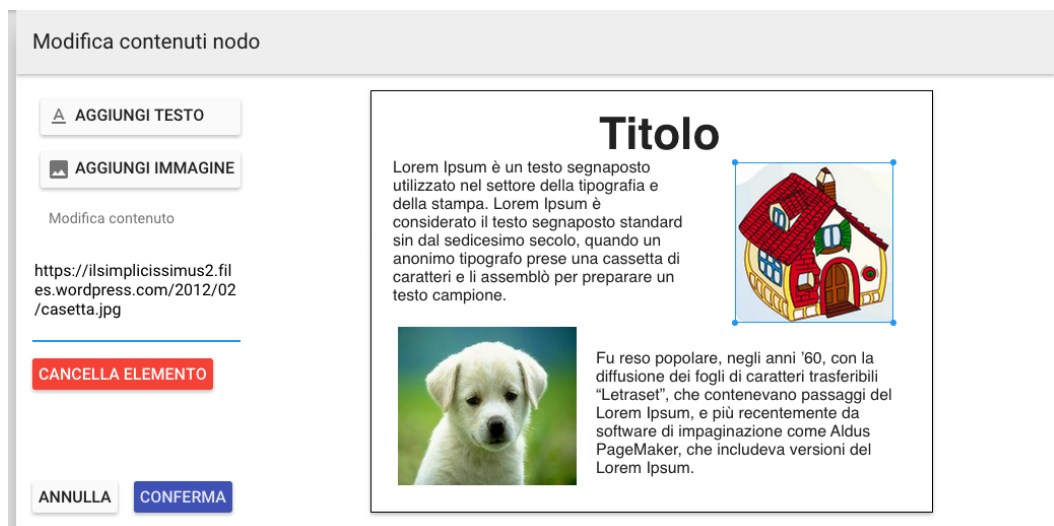 Modifica contenuti nodo
AGGIUNGI TESTO
AGGIUNGI IMMAGINE
Modifica contenuto
https://ilsimplicissimus2.fil
es.wordpress.com/2012/02
/casetta.jpg
CANCELLA ELEMENTO
ANNULLA CONFERMA
Titolo
Lorem Ipsum è un testo segnaposto
utilizzato nel settore della tipografia e
della stampa. Lorem Ipsum è
considerato il testo segnaposto standard
sin dal sedicesimo secolo, quando un
anonimo tipografo prese una cassetta di
caratteri e li assemblò per preparare un
testo campione.
Fu reso popolare, negli anni ’60, con la
diffusione dei fogli di caratteri trasferibili
“Letraset”, che contenevano passaggi del
Lorem Ipsum, e più recentemente da
software di impaginazione come Aldus
PageMaker, che includeva versioni del
Lorem Ipsum.